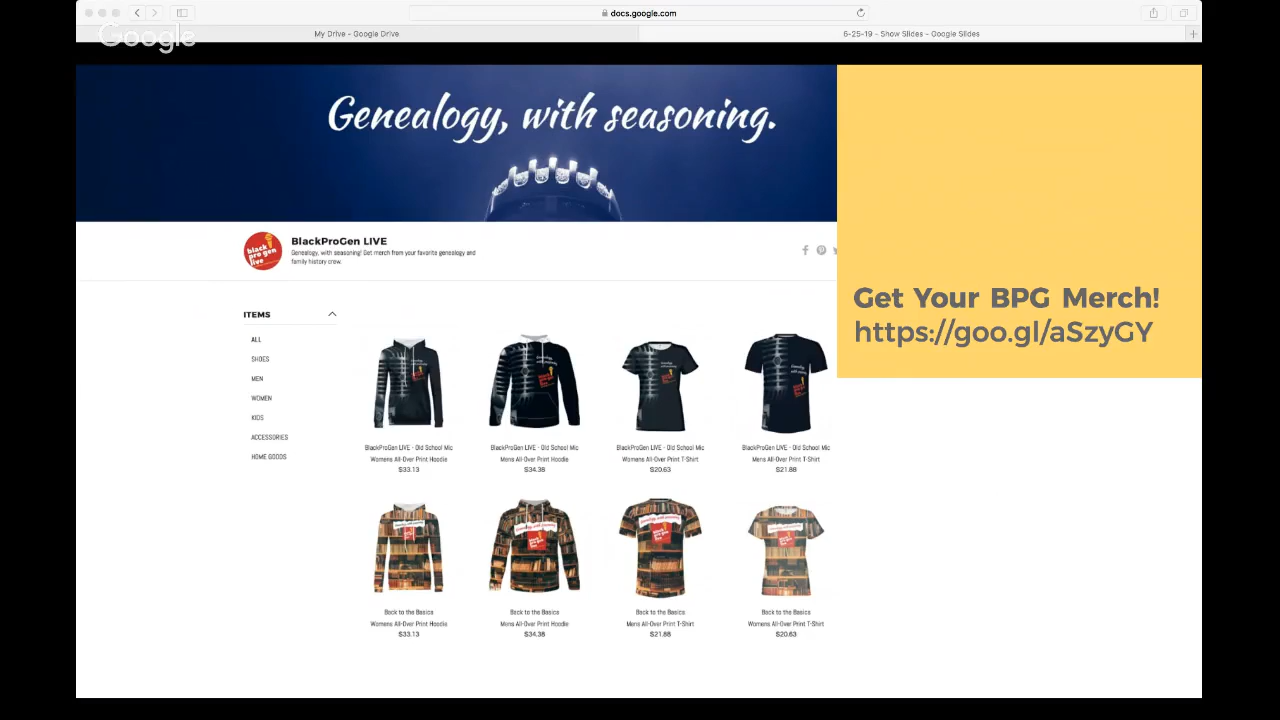 docs.google.com
Google
My Drive - Google Drive
6-25-19 - Show Slides - Google Slides
Genealogy, with seasoning.
black
pro gen
live
BlackProGen LIVE
Genealogy, with seasoning! Get merch from your favorite genealogy and
family history crew.
Get Your BPG Merch!
https://goo.gl/aSzyGY
ITEMS
ALL
SHOES
MEN
WOMEN
KIDS
ACCESSORIES
HOME GOODS
BlackProGen LIVE - Old School Mic
Womens All-Over Print Hoodie
$33.13
BlackProGen LIVE - Old School Mic
Mens All-Over Print Hoodie
$34.38
BlackProGen LIVE - Old School Mic
Womens All-Over Print T-Shirt
$20.63
BlackProGen LIVE - Old School Mic
Mens All-Over Print T-Shirt
$21.88
Back to the Basics
Womens All-Over Print Hoodie
$33.13
Back to the Basics
Mens All-Over Print Hoodie
$34.38
Back to the Basics
Mens All-Over Print T-Shirt
$21.88
Back to the Basics
Womens All-Over Print T-Shirt
$20.63